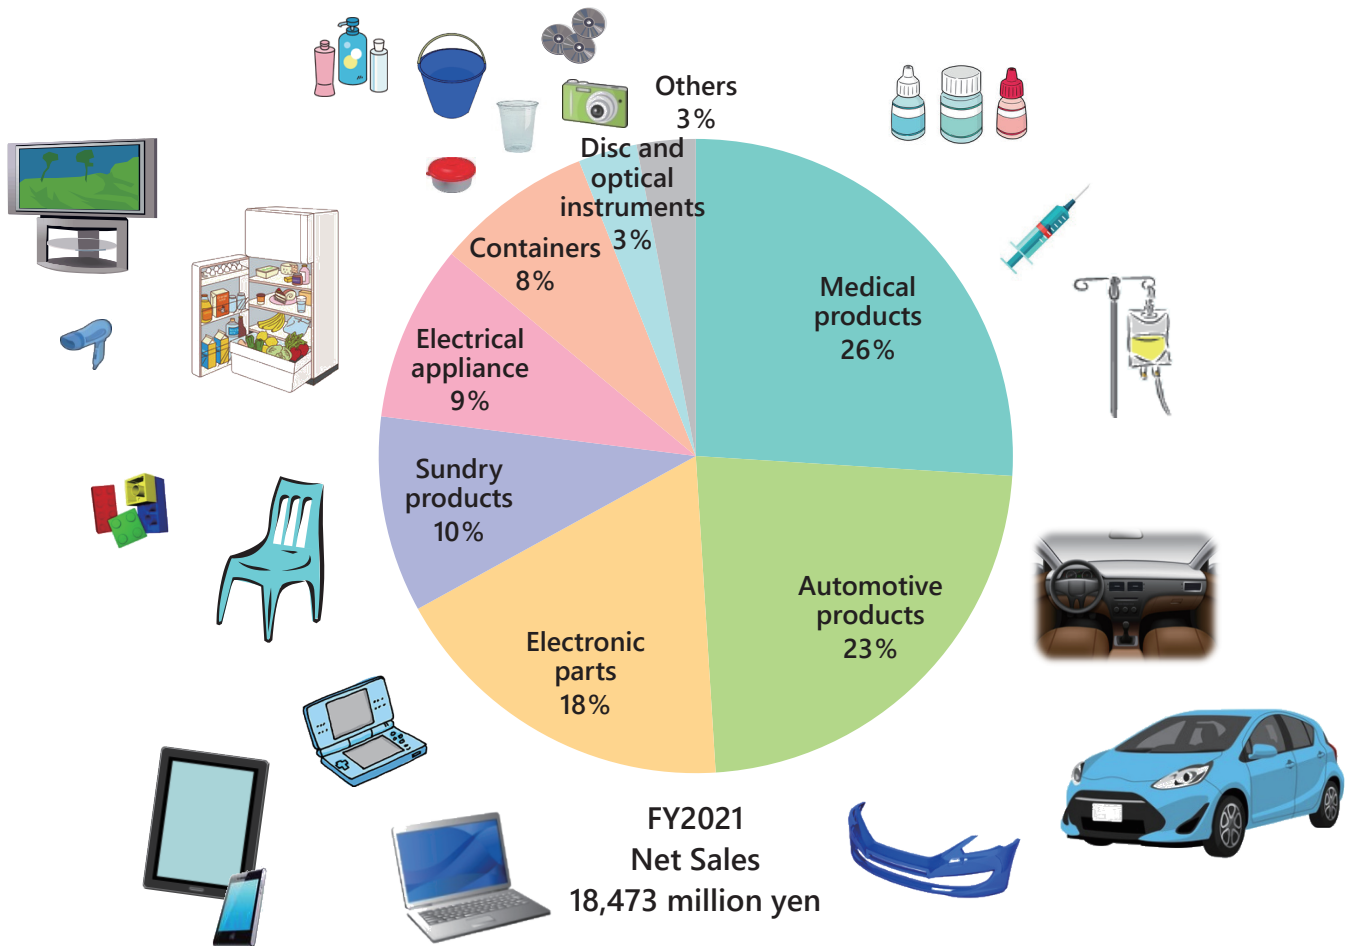 Others
3%
Disc and
optical
instruments
3%
Containers
8%
Electrical
appliance
9%
Sundry
products
10%
Electronic
parts
18%
Medical
products
26%
Automotive
products
23%
FY2021
Net Sales
18,473 million yen